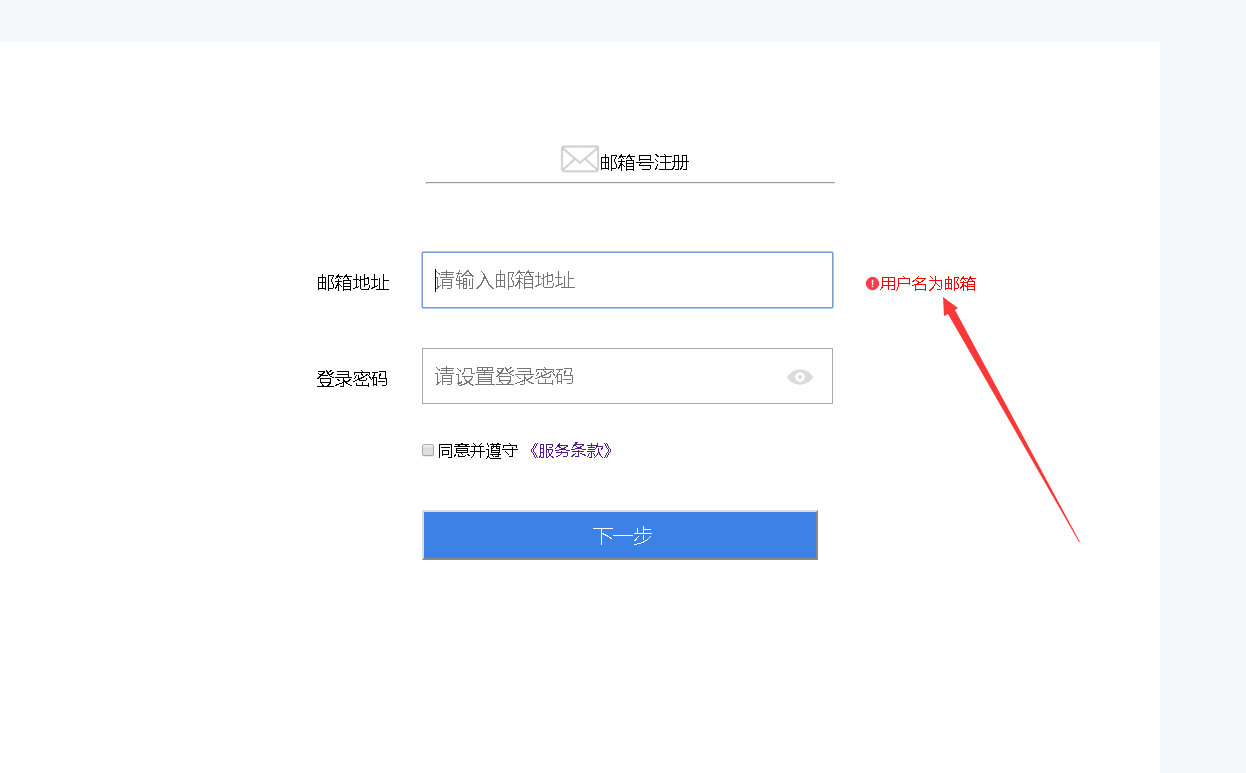 邮箱号注册
邮箱地址 请输入邮箱地址 用户名为邮箱
登录密码 请设置登录密码
同意并遵守 《服务条款》
下一步